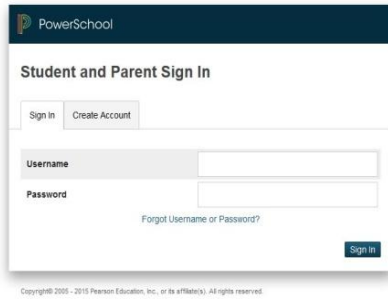 PowerSchool
Student and Parent Sign In
Sign In Create Account
Username
Password
Forgot Username or Password?
Sign In
Copyright© 2005 - 2015 Pearson Education, Inc., or its affiliate(s). All rights reserved.